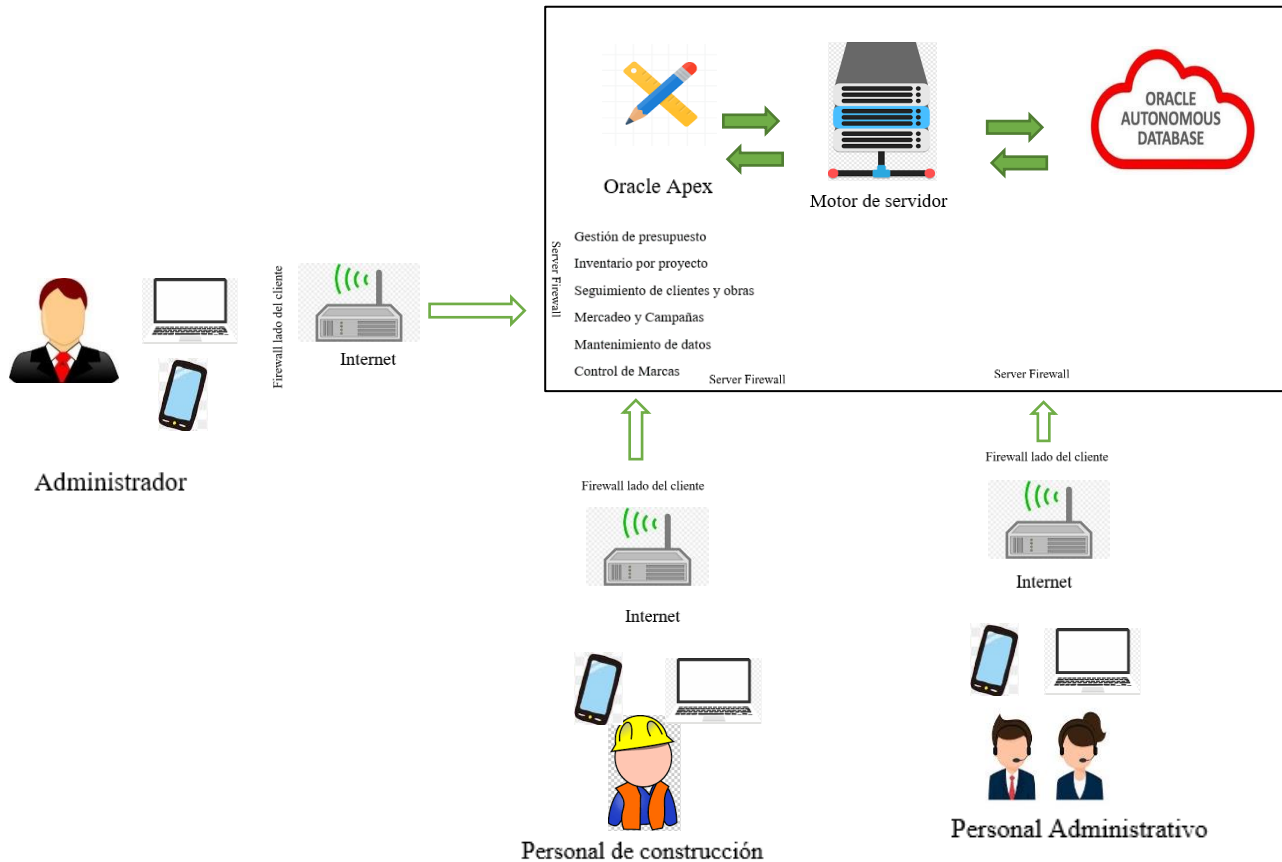 ORACLE
AUTONOMOUS
DATABASE
Oracle Apex
Motor de servidor
Gestión de presupuesto
Inventario por proyecto
Seguimiento de clientes y obras
Mercadeo y Campañas
Mantenimiento de datos
Control de Marcas
Server Firewall
Server Firewall
Server Firewall
Firewall lado del cliente
Internet
Administrador
Firewall lado del cliente
Internet
Personal de construcción
Firewall lado del cliente
Internet
Personal Administrativo